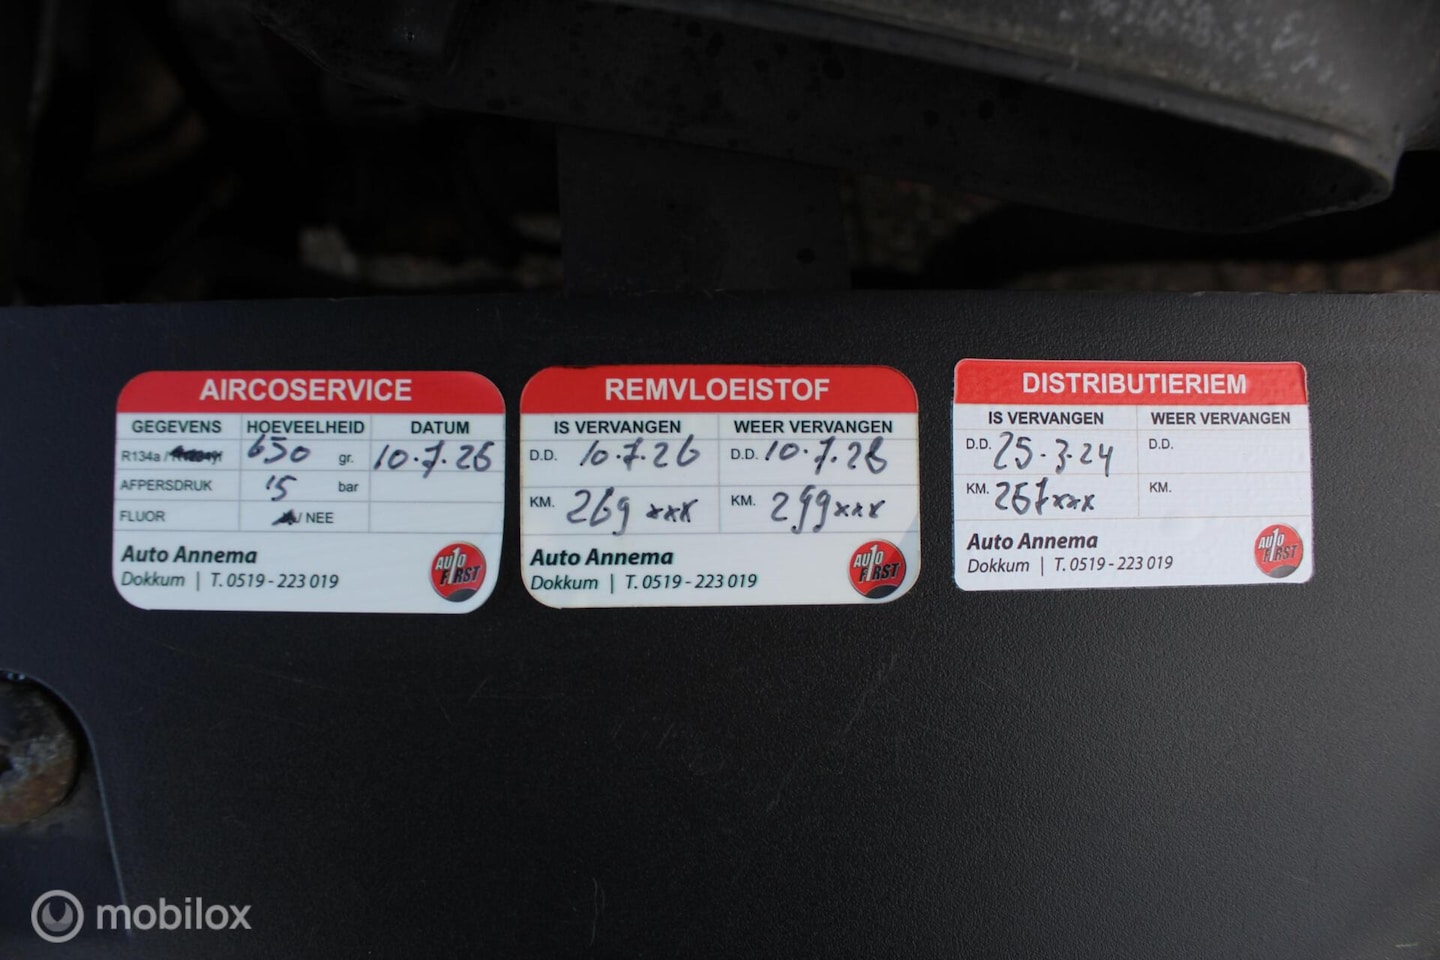 AIRCOSERVICE
GEGEVENS HOEVEELHEID DATUM
R134a / 650 gr. 10.7.26
AFPERSDRUK 15 bar
FLUOR / NEE
Auto Annema
Dokkum | T. 0519 - 223 019
AUTO FIRST
REMVLOEISTOF
IS VERVANGEN WEER VERVANGEN
D.D. 10.7.26 D.D. 10.7.28
KM. 269 xxx KM. 299xxx
Auto Annema
Dokkum | T. 0519 - 223 019
AUTO FIRST
DISTRIBUTIERIEM
IS VERVANGEN WEER VERVANGEN
D.D. 25.3.24 D.D.
KM. 267xxx KM.
Auto Annema
Dokkum | T. 0519 - 223 019
AUTO FIRST
mobilox